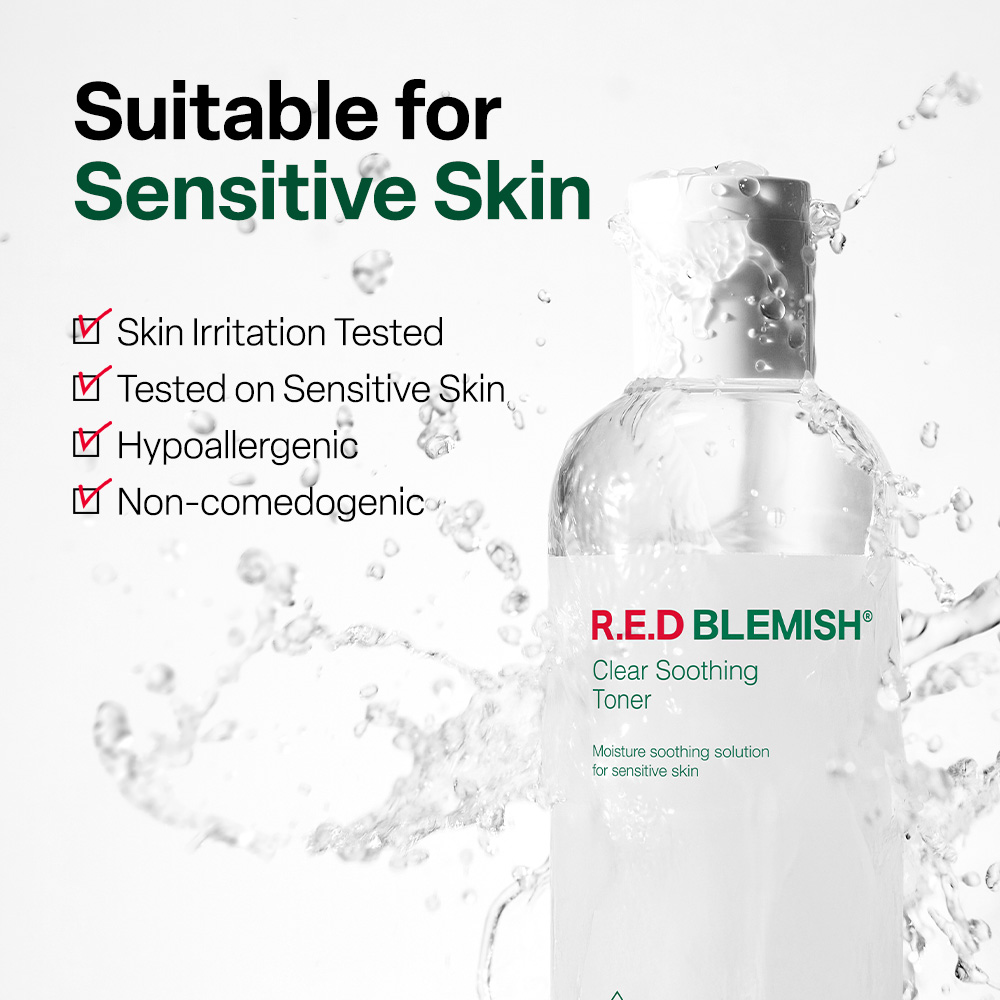 Suitable for
Sensitive Skin
Skin Irritation Tested
Tested on Sensitive Skin
Hypoallergenic
Non-comedogenic
R.E.D BLEMISH®
Clear Soothing
Toner
Moisture soothing solution
for sensitive skin